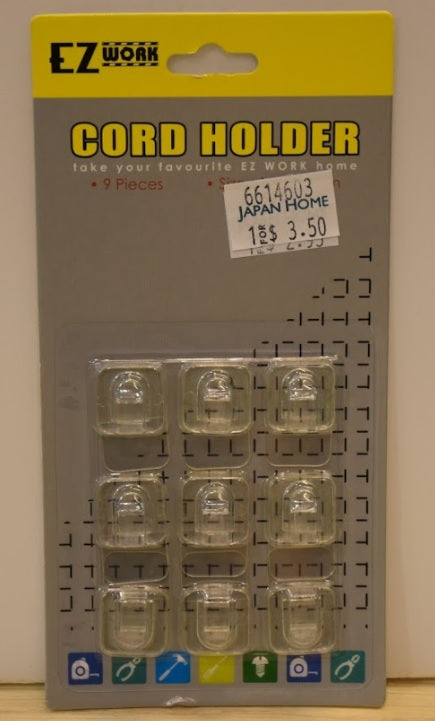 EZ WORK
CORD HOLDER
take your favourite EZ WORK home
• 9 Pieces
6614603
JAPAN HOME
1 FOR $ 3.50